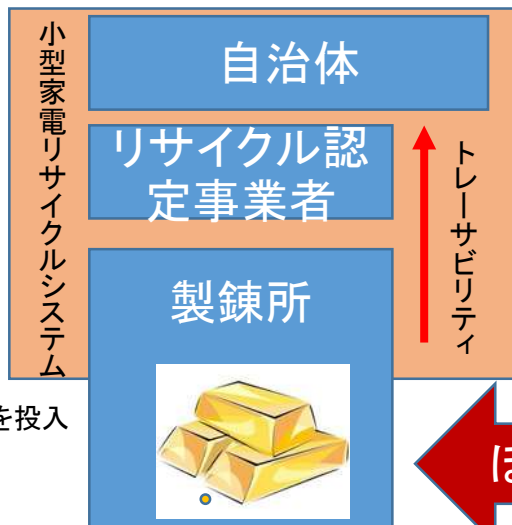 小型家電リサイクルシステム
自治体
リサイクル認
定事業者
トレーサビリティ
製錬所
を投入
ほ